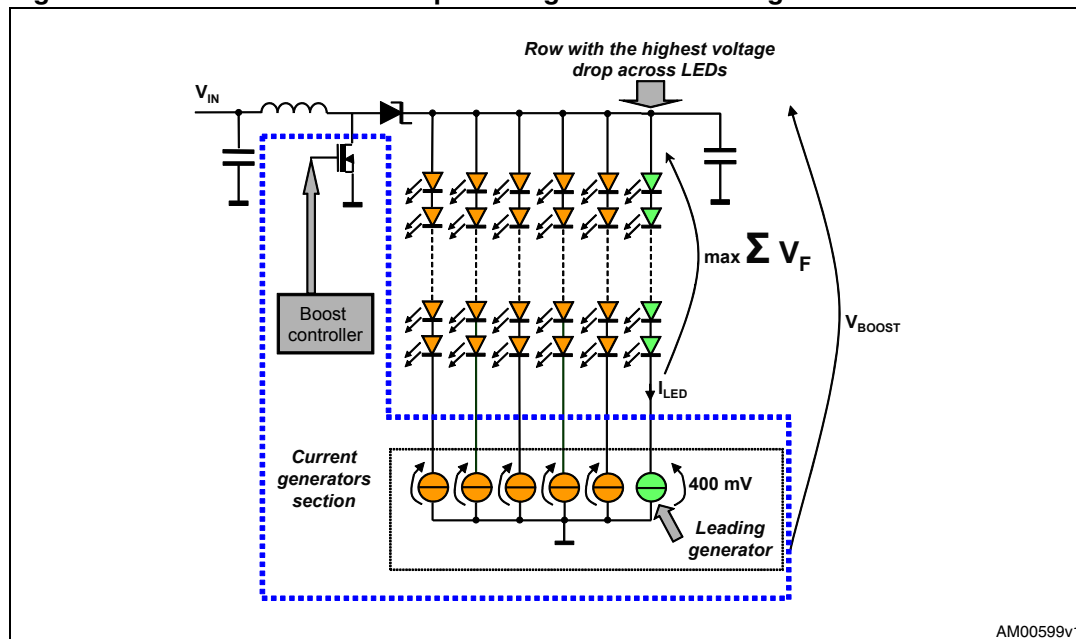 Row with the highest voltage
drop across LEDs
V_IN
max Σ V_F
Boost
controller
V_BOOST
I_LED
Current
generators
section
400 mV
Leading
generator
AM00599v1